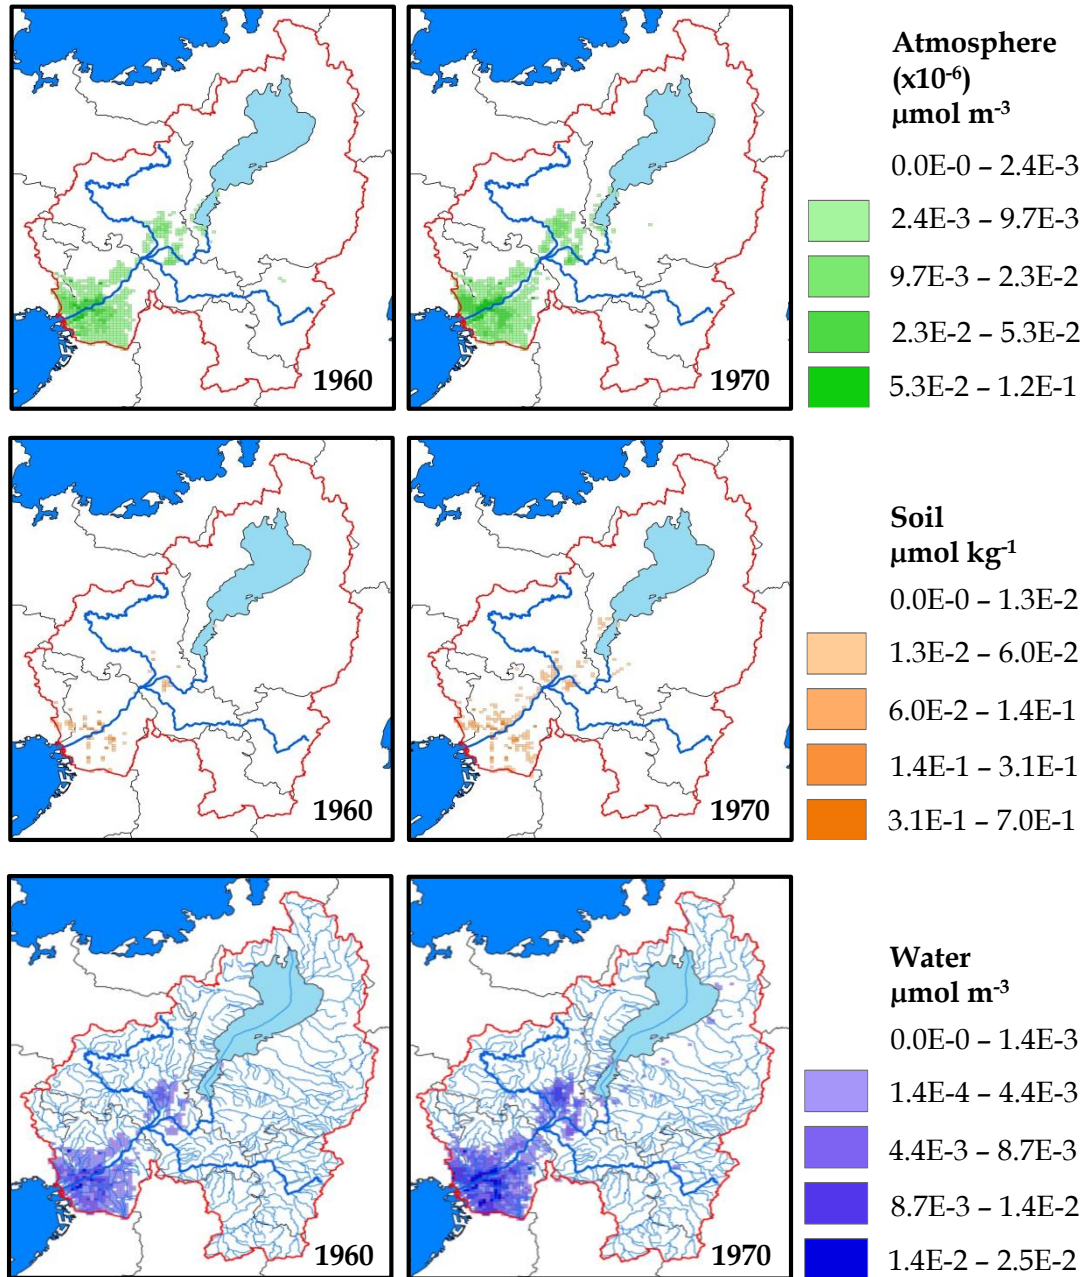 1960
1970
Atmosphere
(x10⁻⁶)
µmol m⁻³
0.0E-0 – 2.4E-3
2.4E-3 – 9.7E-3
9.7E-3 – 2.3E-2
2.3E-2 – 5.3E-2
5.3E-2 – 1.2E-1
1960
1970
Soil
µmol kg⁻¹
0.0E-0 – 1.3E-2
1.3E-2 – 6.0E-2
6.0E-2 – 1.4E-1
1.4E-1 – 3.1E-1
3.1E-1 – 7.0E-1
1960
1970
Water
µmol m⁻³
0.0E-0 – 1.4E-3
1.4E-4 – 4.4E-3
4.4E-3 – 8.7E-3
8.7E-3 – 1.4E-2
1.4E-2 – 2.5E-2